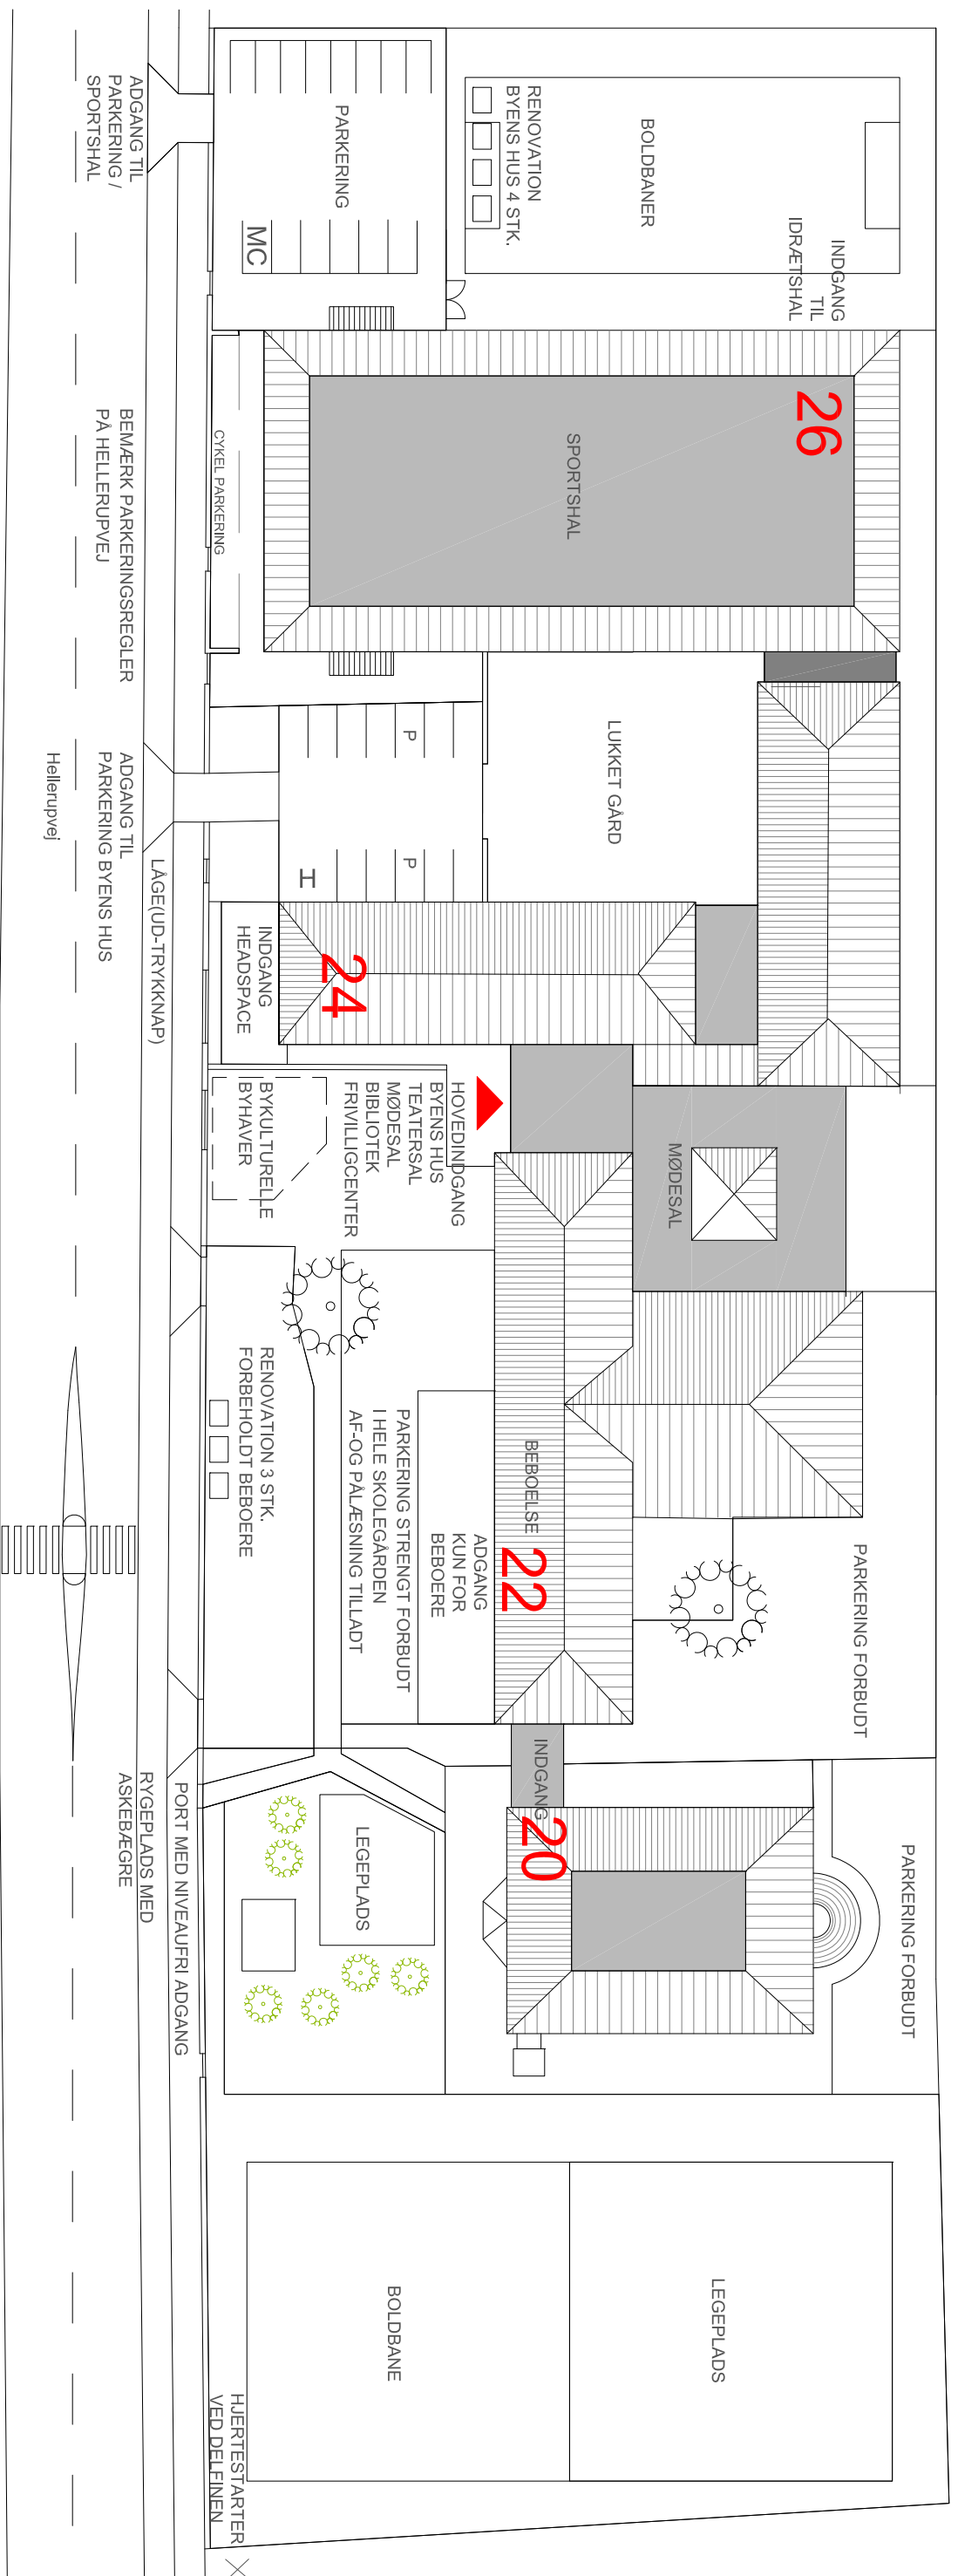 BOLDBANER
INDGANG
TIL
IDRÆTSHAL
RENOVATION
BYENS HUS 4 STK.
PARKERING
MC
ADGANG TIL
PARKERING /
SPORTSHAL
26
SPORTSHAL
CYKEL PARKERING
BEMÆRK PARKERINGSREGLER
PÅ HELLERUPVEJ
LUKKET GÅRD
P
P
H
ADGANG TIL
PARKERING BYENS HUS
Hellerupvej
LÅGE(UD-TRYKKNAP)
24
INDGANG
HEADSPACE
MØDESAL
HOVEDINDGANG
BYENS HUS
TEATERSAL
MØDESAL
BIBLIOTEK
FRIVILLIGCENTER
BYKULTURELLE
BYHAVER
RENOVATION 3 STK.
FORBEHOLDT BEBOERE
BEBOELSE
22
ADGANG
KUN FOR
BEBOERE
PARKERING STRENGT FORBUDT
I HELE SKOLEGÅRDEN
AF-OG PÅLÆSNING TILLADT
PARKERING FORBUDT
INDGANG
20
PARKERING FORBUDT
LEGEPLADS
PORT MED NIVEAUFRI ADGANG
RYGEPLADS MED
ASKEBÆGRE
LEGEPLADS
BOLDBANE
HJERTESTARTER
VED DELFINEN